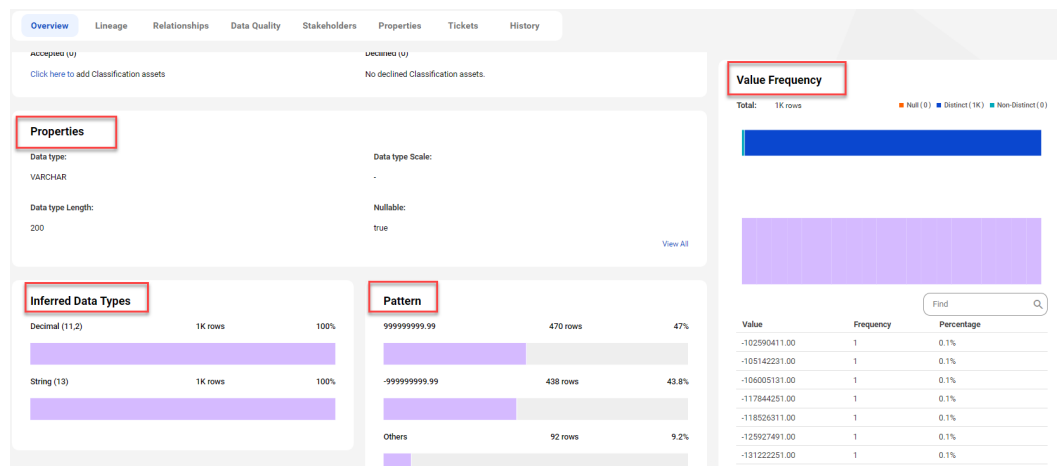 Overview Lineage Relationships Data Quality Stakeholders Properties Tickets History
Accepted (0)
Declined (0)
Click here to add Classification assets
No declined Classification assets.
Properties
Data type:
Data type Scale:
VARCHAR
-
Data type Length:
Nullable:
200
true
View All
Inferred Data Types
Decimal (11,2) 1K rows 100%
String (13) 1K rows 100%
Pattern
999999999.99 470 rows 47%
-999999999.99 438 rows 43.8%
Others 92 rows 9.2%
Value Frequency
Total: 1K rows Null ( 0 ) Distinct ( 1K ) Non-Distinct ( 0 )
Find
Value Frequency Percentage
-102590411.00 1 0.1%
-105142231.00 1 0.1%
-106005131.00 1 0.1%
-117844251.00 1 0.1%
-118526311.00 1 0.1%
-125927491.00 1 0.1%
-131222251.00 1 0.1%